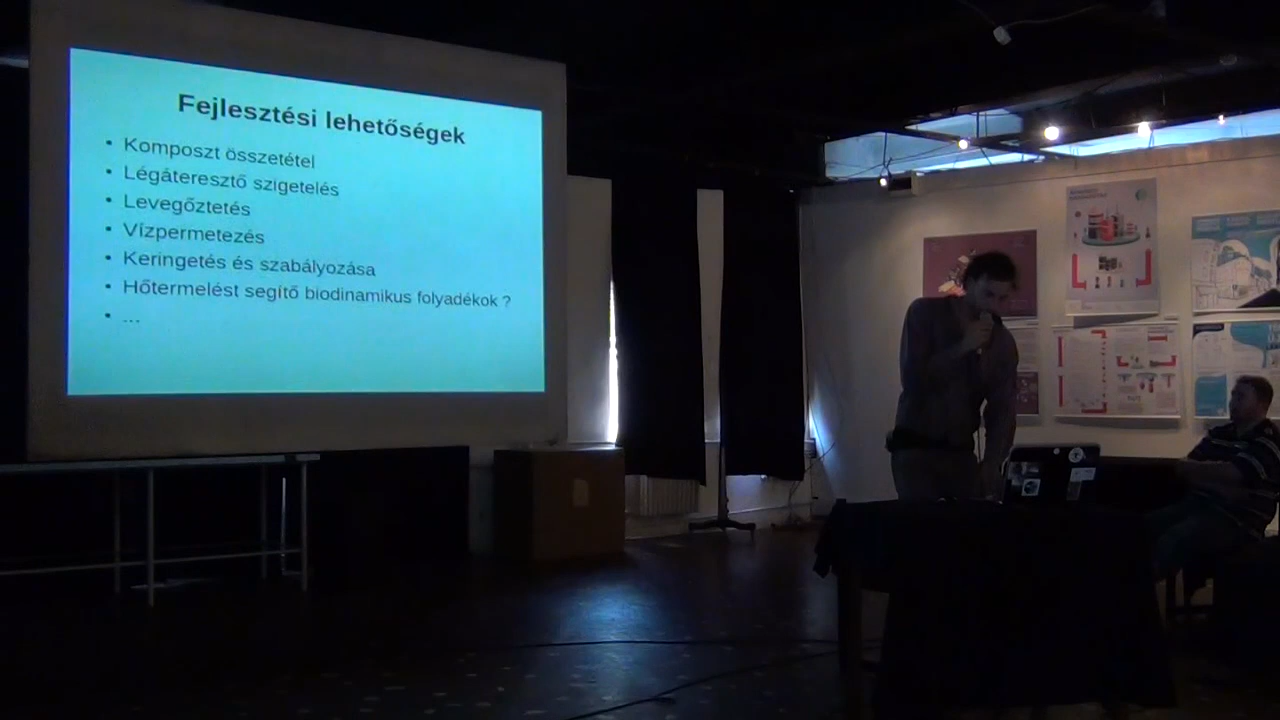 Fejlesztési lehetőségek
• Komposzt összetétel
• Légáteresztő szigetelés
• Levegőztetés
• Vízpermetezés
• Keringetés és szabályozása
• Hőtermelést segítő biodinamikus folyadékok ?
• ...